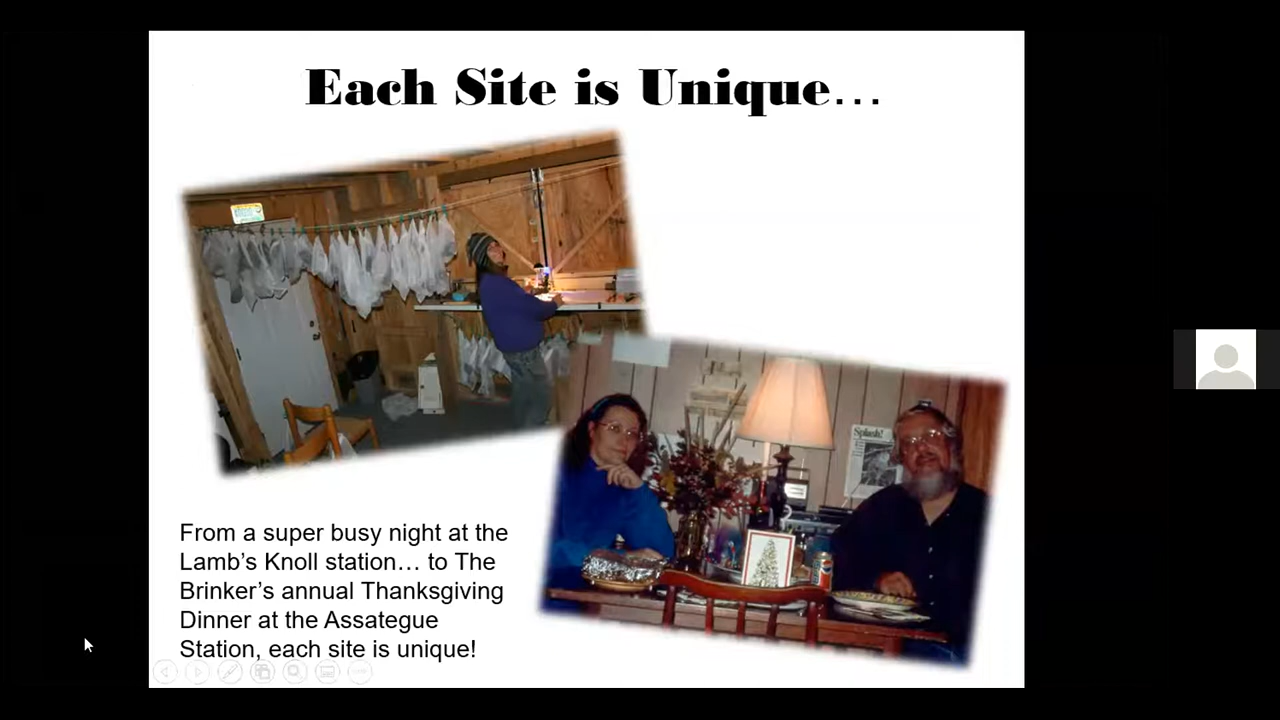 Each Site is Unique...
Splash!
From a super busy night at the
Lamb's Knoll station... to The
Brinker's annual Thanksgiving
Dinner at the Assategue
Station, each site is unique!